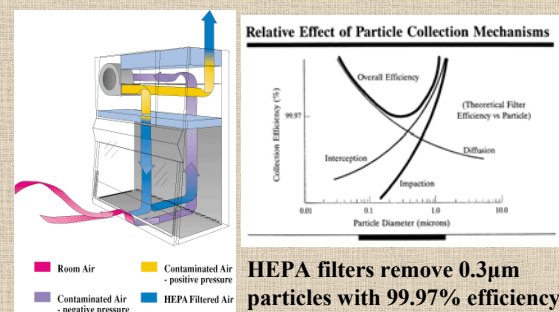 Relative Effect of Particle Collection Mechanisms
Overall Efficiency
(Theoretical Filter
Efficiency vs Particle)
99.97
Collection Efficiency (%)
Diffusion
Interception
Impaction
0.01
0.1
1.0
10.0
Particle Diameter (microns)
Room Air
Contaminated Air
- positive pressure
Contaminated Air
- negative pressure
HEPA Filtered Air
HEPA filters remove 0.3µm
particles with 99.97% efficiency